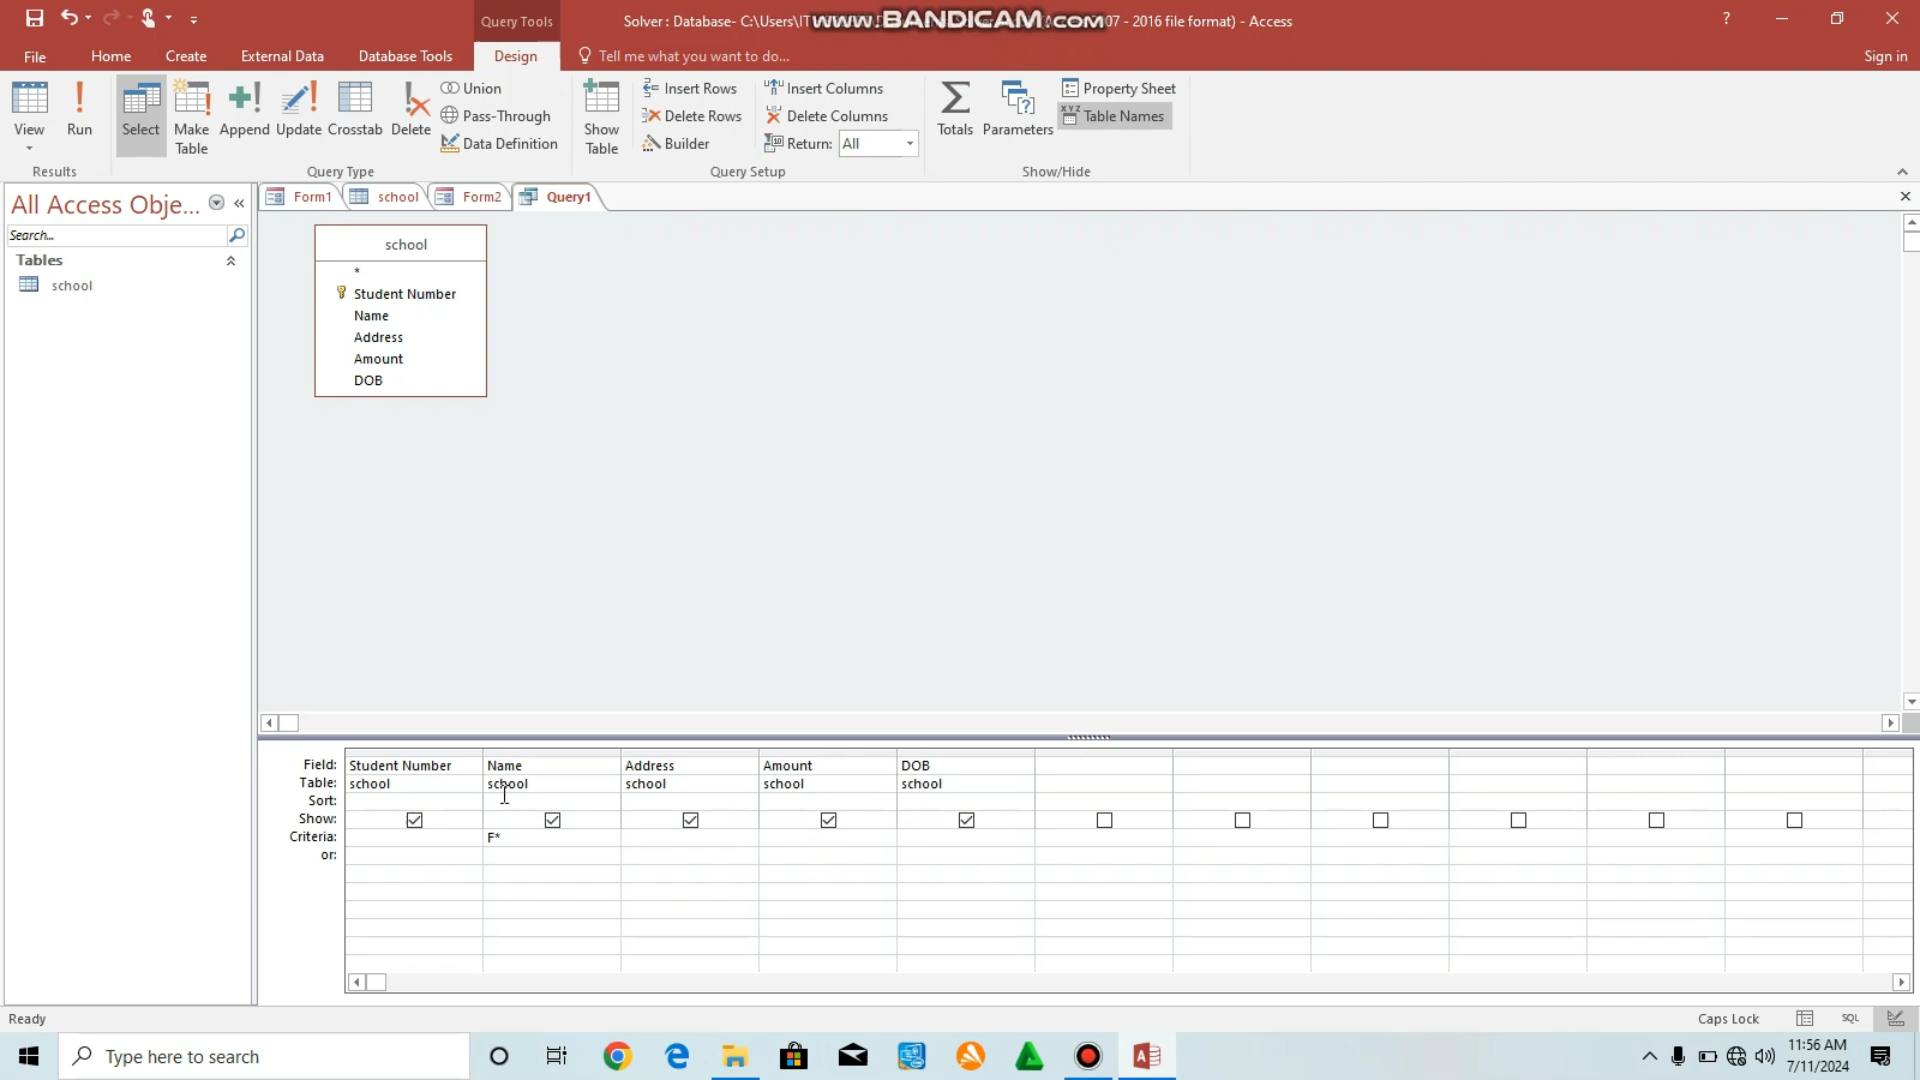 Query Tools
Solver : Database- C:\Users\IT
www.BANDICAM.com
07 - 2016 file format) - Access
?
File
Home
Create
External Data
Database Tools
Design
Tell me what you want to do...
Sign in
View
Run
Select
Make Table
Append
Update
Crosstab
Delete
Union
Pass-Through
Data Definition
Show Table
Insert Rows
Delete Rows
Builder
Insert Columns
Delete Columns
Return: All
Totals
Parameters
Property Sheet
Table Names
Results
Query Type
Query Setup
Show/Hide
All Access Obje...
Search...
Tables
school
Form1
school
Form2
Query1
school
*
Student Number
Name
Address
Amount
DOB
Field: Student Number Name Address Amount DOB
Table: school school school school school
Sort:
Show:
Criteria: F*
or:
Ready
Caps Lock
SQL
Type here to search
11:56 AM
7/11/2024